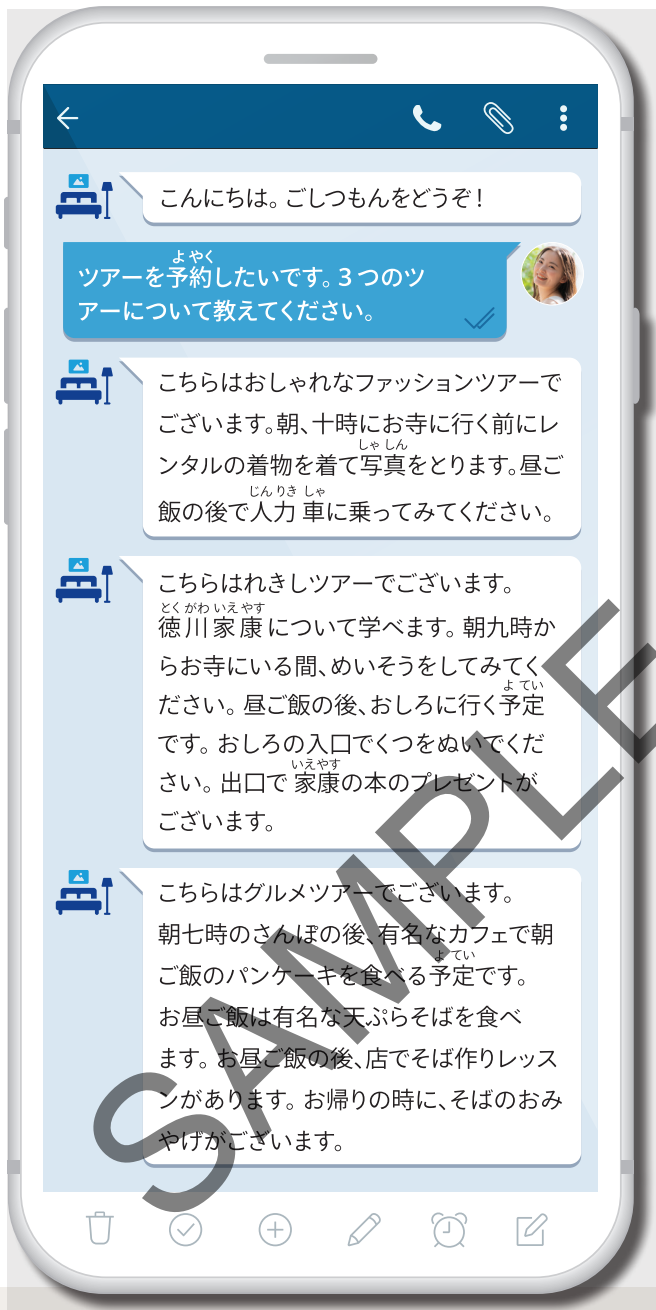 こんにちは。ごしつもんをどうぞ！
よやく
ツアーを予約したいです。3つのツ
アーについて教えてください。
こちらはおしゃれなファッションツアーで
ございます。朝、十時にお寺に行く前にレ
しゃしん
ンタルの着物を着て写真をとります。昼ご
じんりきしゃ
飯の後で人力車に乗ってみてください。
こちらはれきしツアーでございます。
とくがわいえやす
徳川家康について学べます。朝九時か
らお寺にいる間、めいそうをしてみてく
よてい
ださい。昼ご飯の後、おしろに行く予定
です。おしろの入口でくつをぬいでくだ
いえやす
さい。出口で家康の本のプレゼントが
ございます。
こちらはグルメツアーでございます。
朝七時のさんぽの後、有名なカフェで朝
よてい
ご飯のパンケーキを食べる予定です。
お昼ご飯は有名な天ぷらそばを食べ
ます。お昼ご飯の後、店でそば作りレッス
ンがあります。お帰りの時に、そばのおみ
やげがございます。
SAMPLE